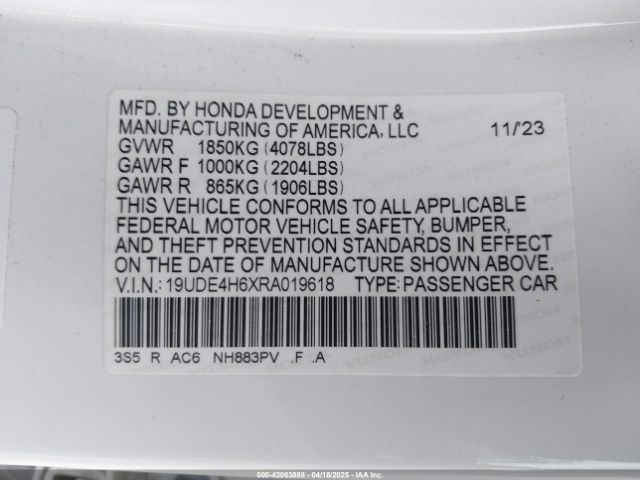 MFD. BY HONDA DEVELOPMENT &
MANUFACTURING OF AMERICA, LLC 11/'23
GVWR 1850KG (4078LBS)
GAWR F 1000KG (2204LBS)
GAWR R 865KG (1906LBS)
THIS VEHICLE CONFORMS TO ALL APPLICABLE
FEDERAL MOTOR VEHICLE SAFETY, BUMPER,
AND THEFT PREVENTION STANDARDS IN EFFECT
ON THE DATE OF MANUFACTURE SHOWN ABOVE.
V.I.N.:19UDE4H6XRA019618 TYPE:PASSENGER CAR
3S5 R AC6 NH883PV .F .A
000-42063888 - 04/18/2025 - IAA Inc.